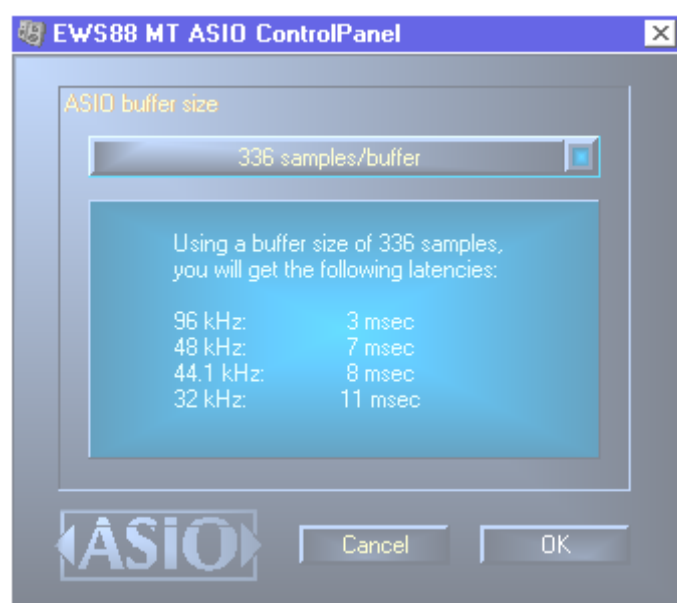 EWS88 MT ASIO ControlPanel
ASIO buffer size
336 samples/buffer
Using a buffer size of 336 samples,
you will get the following latencies:
96 kHz: 3 msec
48 kHz: 7 msec
44.1 kHz: 8 msec
32 kHz: 11 msec
ASiO
Cancel
OK